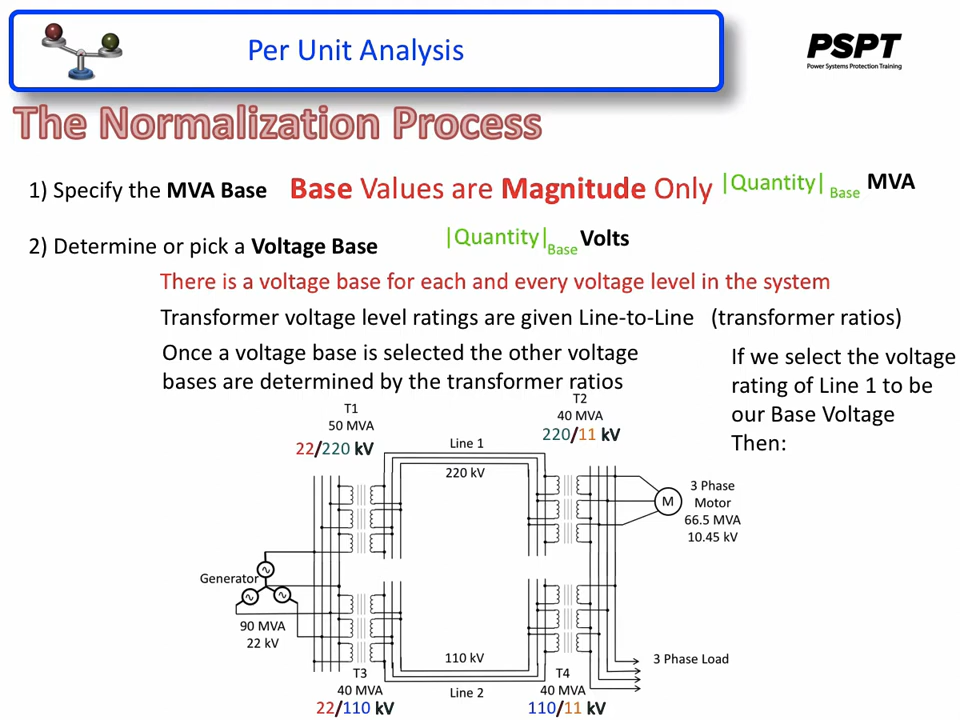 Per Unit Analysis
PSPT
Power Systems Protection Training
The Normalization Process
1) Specify the MVA Base Base Values are Magnitude Only |Quantity| Base MVA
2) Determine or pick a Voltage Base |Quantity| Base Volts
There is a voltage base for each and every voltage level in the system
Transformer voltage level ratings are given Line-to-Line (transformer ratios)
Once a voltage base is selected the other voltage
bases are determined by the transformer ratios
If we select the voltage
rating of Line 1 to be
our Base Voltage
Then:
T1
50 MVA
22/220 kV
Line 1
220 kV
T2
40 MVA
220/11 kV
M
3 Phase
Motor
66.5 MVA
10.45 kV
Generator
90 MVA
22 kV
T3
40 MVA
22/110 kV
110 kV
Line 2
T4
40 MVA
110/11 kV
3 Phase Load